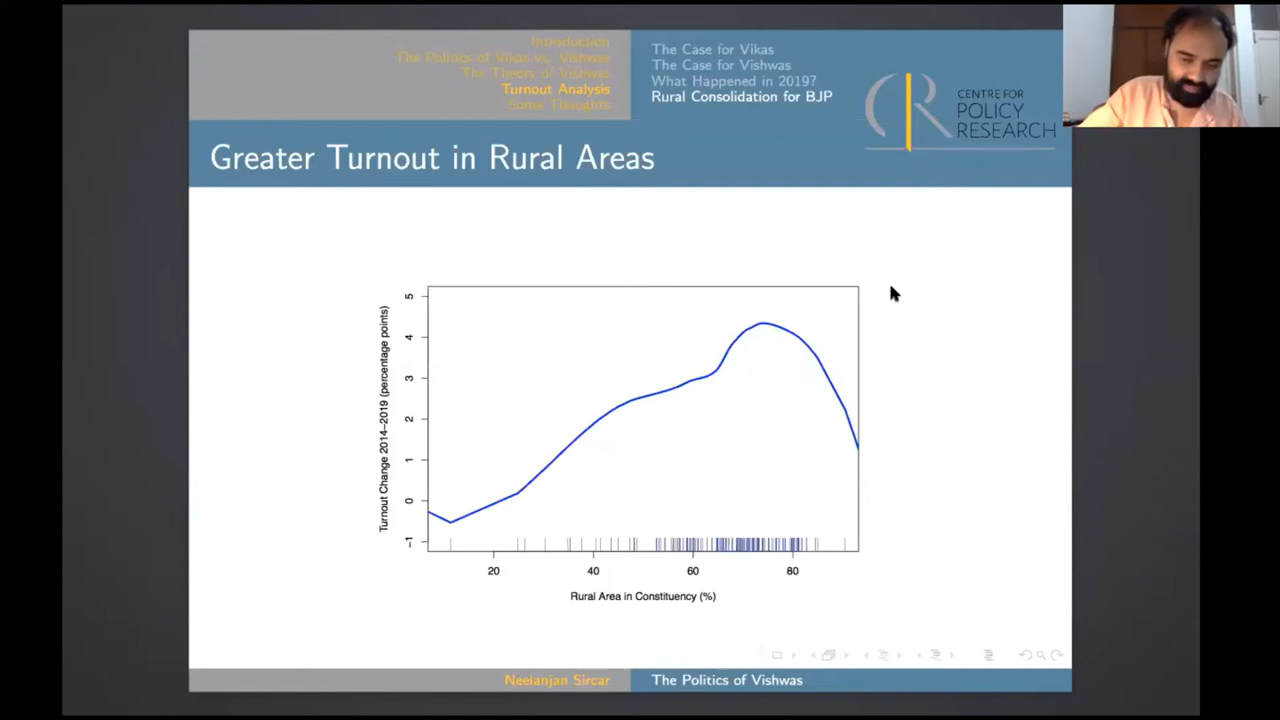 Introduction
The Politics of Vikas vs. Vishwas
The Theory of Vishwas
Turnout Analysis
Some Thoughts
The Case for Vikas
The Case for Vishwas
What Happened in 2019?
Rural Consolidation for BJP
CENTRE FOR
POLICY
RESEARCH
Greater Turnout in Rural Areas
Turnout Change 2014–2019 (percentage points)
5
4
3
2
1
0
−1
20 40 60 80
Rural Area in Constituency (%)
Neelanjan Sircar
The Politics of Vishwas